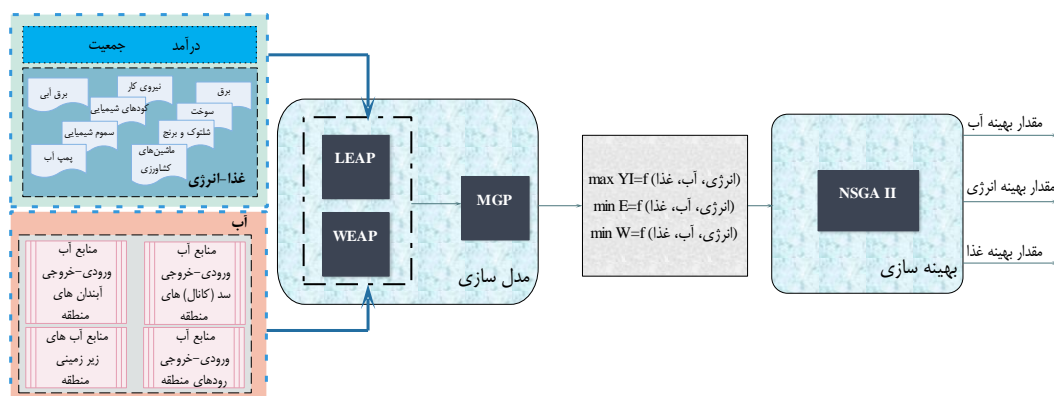 درآمد
جمعیت
برق
نیروی کار
برق آبی
سوخت
کودهای شیمیایی
شلتوک و برنج
سموم شیمیایی
ماشین‌های
کشاورزی
پمپ آب
غذا-انرژی
آب
منابع آب
ورودی-خروجی
سد (کانال) های
منطقه
منابع آب
ورودی-خروجی
آبندان های
منطقه
منابع آب
ورودی-خروجی
رودهای منطقه
منابع آب های
زیر زمینی
منطقه
LEAP
WEAP
MGP
مدل سازی
max YI=f (انرژی، آب، غذا)
min E=f (انرژی، آب، غذا)
min W=f (انرژی، آب، غذا)
NSGA II
بهینه سازی
مقدار بهینه آب
مقدار بهینه انرژی
مقدار بهینه غذا